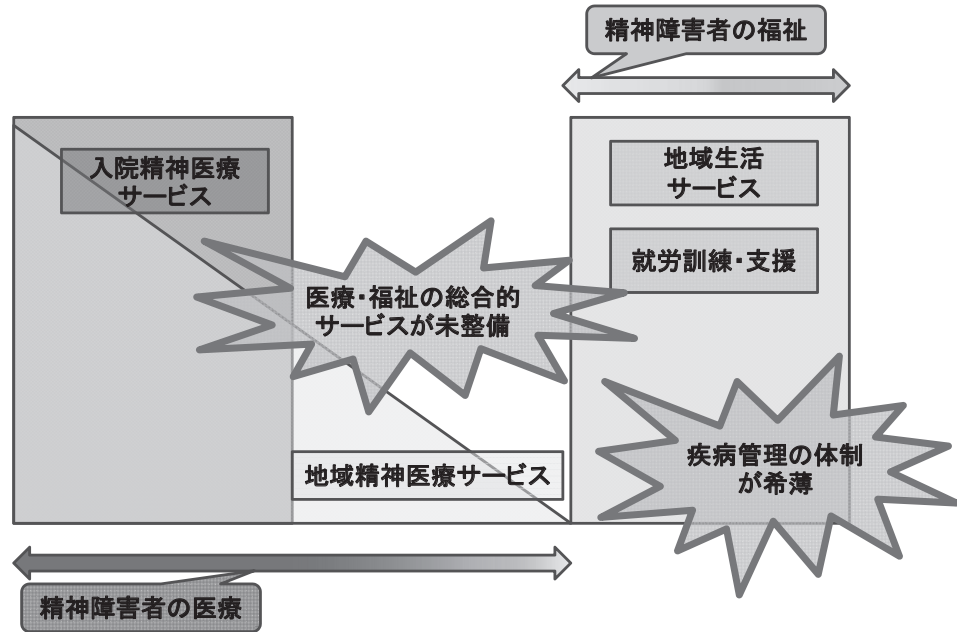 精神障害者の福祉
入院精神医療
サービス
地域生活
サービス
就労訓練・支援
医療・福祉の総合的
サービスが未整備
疾病管理の体制
が希薄
地域精神医療サービス
精神障害者の医療